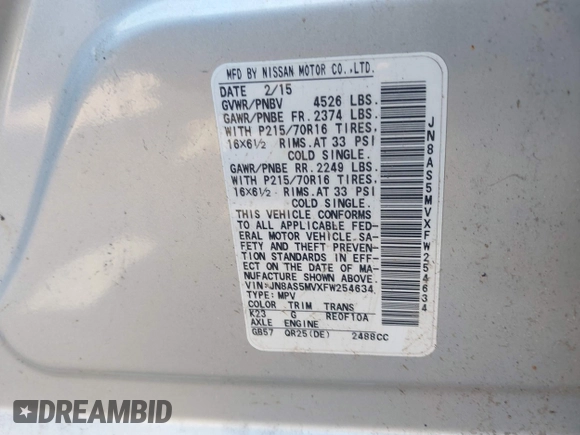 MFD BY NISSAN MOTOR CO.,LTD.
DATE 2/15
GVWR/PNBV 4526 LBS.
GAWR/PNBE FR. 2374 LBS.
WITH P215/70R16 TIRES,
16X6½ RIMS.AT 33 PSI
COLD SINGLE.
GAWR/PNBE RR. 2249 LBS.
WITH P215/70R16 TIRES,
16X6½ RIMS.AT 33 PSI
COLD SINGLE.
THIS VEHICLE CONFORMS
TO ALL APPLICABLE FED-
ERAL MOTOR VEHICLE SA-
FETY AND THEFT PREVEN-
TION STANDARDS IN EFF-
ECT ON THE DATE OF MA-
NUFACTURE SHOWN ABOVE.
VIN:JN8AS5MVXFW254634
TYPE: MPV
COLOR TRIM TRANS
K23 G RE0F10A
AXLE ENGINE
GB57 QR25(DE) 2488CC
JN8AS5MVXFW254634
DREAMBID